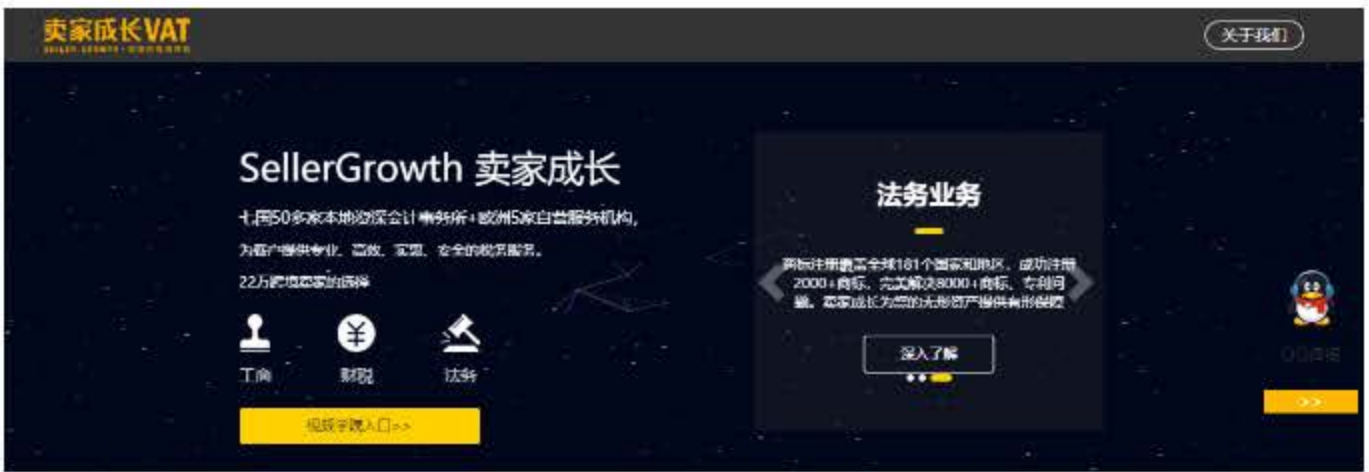 卖家成长VAT
关于我们
SellerGrowth 卖家成长
七国50多家本地资深会计事务所+欧洲5家自营服务机构,
为客户提供专业、高效、实惠、安全的税务服务。
22万跨境卖家的选择
工商
财税
法务
视频学院入口>>
法务业务
商标注册覆盖全球181个国家和地区，成功注册
2000+商标、完美解决8000+商标、专利问
题。卖家成长为您的无形资产提供有形保障
深入了解
>>